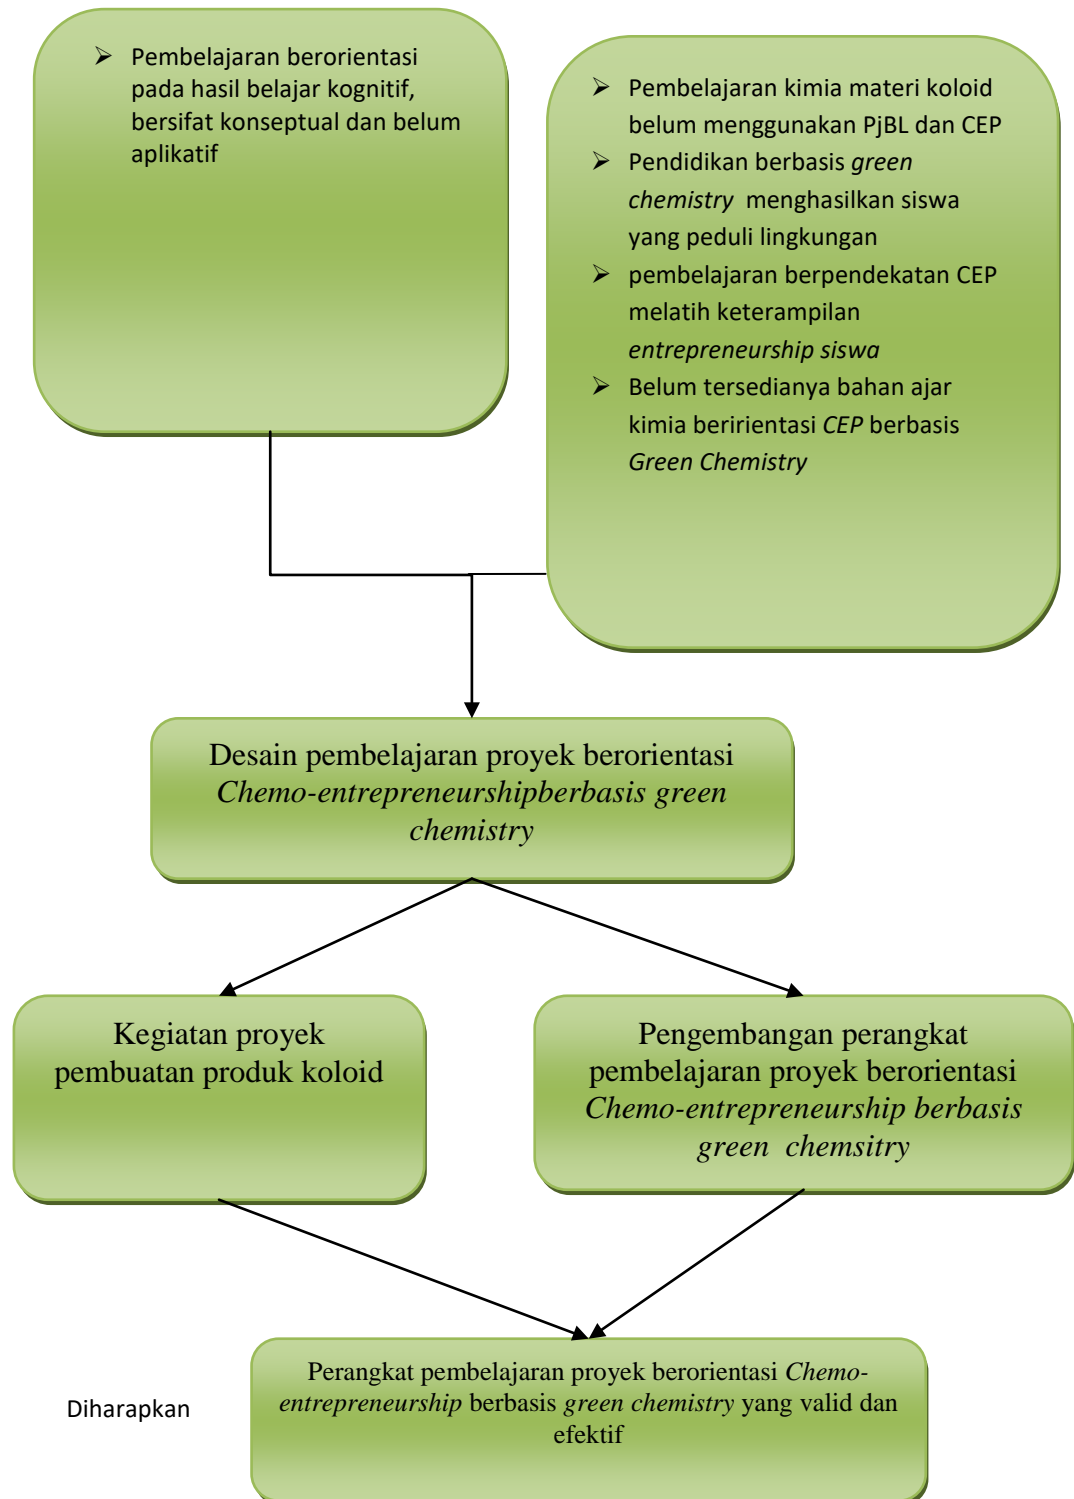 ➢ Pembelajaran berorientasi
pada hasil belajar kognitif,
bersifat konseptual dan belum
aplikatif
➢ Pembelajaran kimia materi koloid
belum menggunakan PjBL dan CEP
➢ Pendidikan berbasis green
chemistry menghasilkan siswa
yang peduli lingkungan
➢ pembelajaran berpendekatan CEP
melatih keterampilan
entrepreneurship siswa
➢ Belum tersedianya bahan ajar
kimia beririentasi CEP berbasis
Green Chemistry
Desain pembelajaran proyek berorientasi
Chemo-entrepreneurshipberbasis green
chemistry
Kegiatan proyek
pembuatan produk koloid
Pengembangan perangkat
pembelajaran proyek berorientasi
Chemo-entrepreneurship berbasis
green chemsitry
Diharapkan
Perangkat pembelajaran proyek berorientasi Chemo-
entrepreneurship berbasis green chemistry yang valid dan
efektif